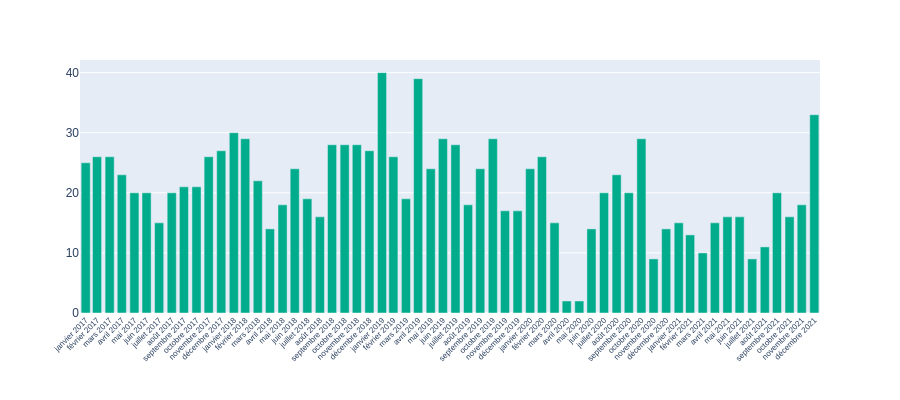 40
30
20
10
0
janvier 2017
février 2017
mars 2017
avril 2017
mai 2017
juin 2017
juillet 2017
août 2017
septembre 2017
octobre 2017
novembre 2017
décembre 2017
janvier 2018
février 2018
mars 2018
avril 2018
mai 2018
juin 2018
juillet 2018
août 2018
septembre 2018
octobre 2018
novembre 2018
décembre 2018
janvier 2019
février 2019
mars 2019
avril 2019
mai 2019
juin 2019
juillet 2019
août 2019
septembre 2019
octobre 2019
novembre 2019
décembre 2019
janvier 2020
février 2020
mars 2020
avril 2020
mai 2020
juin 2020
juillet 2020
août 2020
septembre 2020
octobre 2020
novembre 2020
décembre 2020
janvier 2021
février 2021
mars 2021
avril 2021
mai 2021
juin 2021
juillet 2021
août 2021
septembre 2021
octobre 2021
novembre 2021
décembre 2021